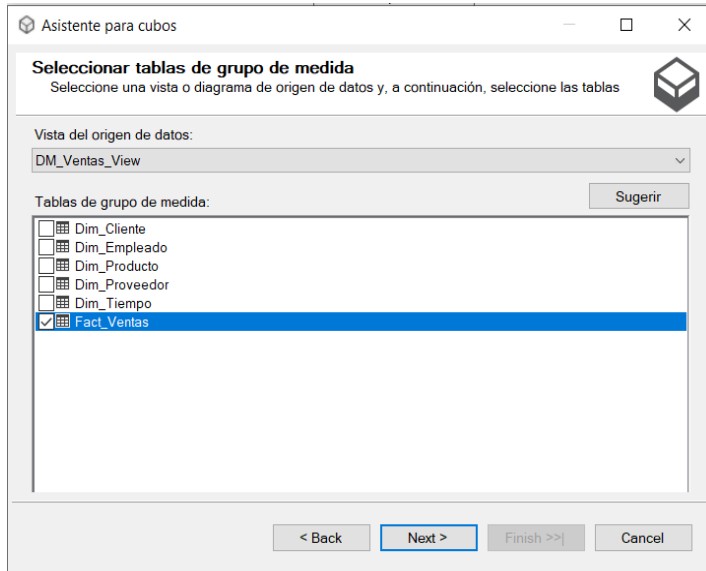 Asistente para cubos
Seleccionar tablas de grupo de medida
Seleccione una vista o diagrama de origen de datos y, a continuación, seleccione las tablas
Vista del origen de datos:
DM_Ventas_View
Sugerir
Tablas de grupo de medida:
Dim_Cliente
Dim_Empleado
Dim_Producto
Dim_Proveedor
Dim_Tiempo
Fact_Ventas
< Back Next > Finish >>| Cancel